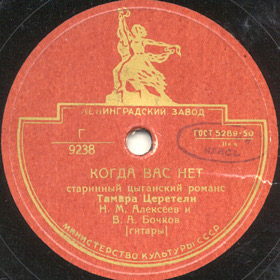 ЛЕНИНГРАДСКИЙ ЗАВОД
Г
9238
ГОСТ 5289-50
КОГДА ВАС НЕТ
старинный цыганский романс
Тамара Церетели
Н. М. Алексеев и
В. А. Бочков
[гитары]
МИНИСТЕРСТВО КУЛЬТУРЫ СССР